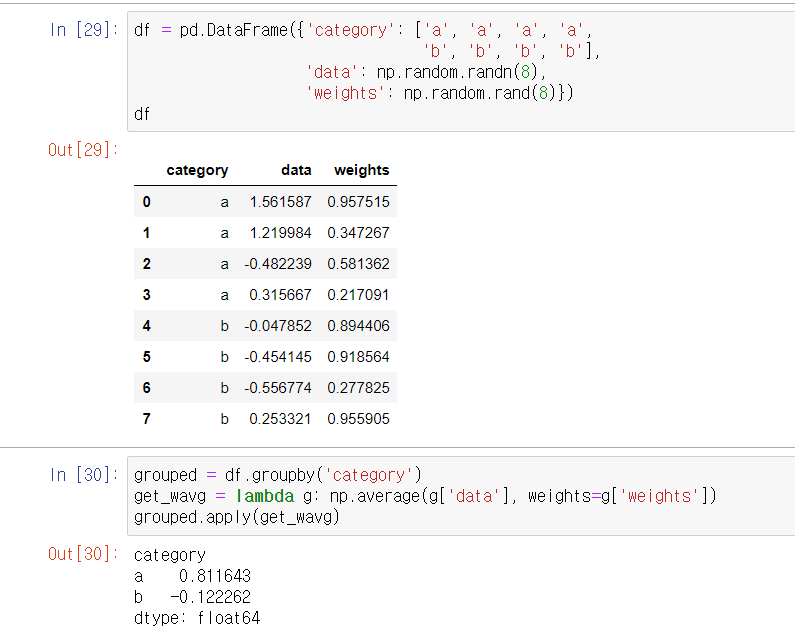 In [29]: df = pd.DataFrame({'category': ['a', 'a', 'a', 'a',
'b', 'b', 'b', 'b'],
'data': np.random.randn(8),
'weights': np.random.rand(8)})
df
Out[29]:
category data weights
0 a 1.561587 0.957515
1 a 1.219984 0.347267
2 a -0.482239 0.581362
3 a 0.315667 0.217091
4 b -0.047852 0.894406
5 b -0.454145 0.918564
6 b -0.556774 0.277825
7 b 0.253321 0.955905
In [30]: grouped = df.groupby('category')
get_wavg = lambda g: np.average(g['data'], weights=g['weights'])
grouped.apply(get_wavg)
Out[30]: category
a 0.811643
b -0.122262
dtype: float64